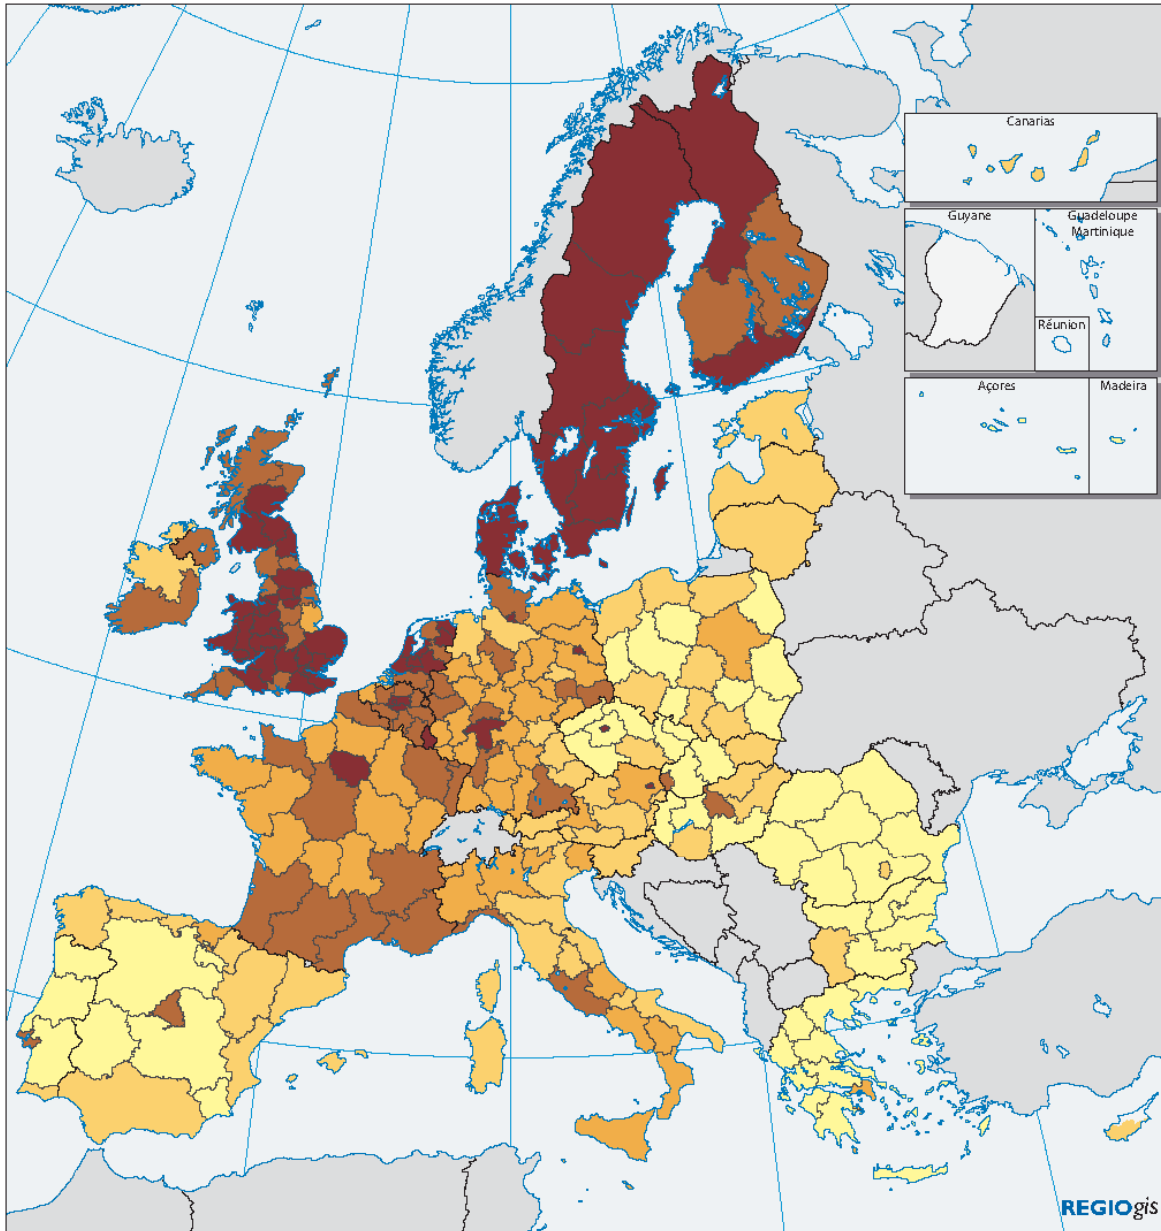 Canarias
Guyane
Guadeloupe
Martinique
Réunion
Açores
Madeira
REGIOgis